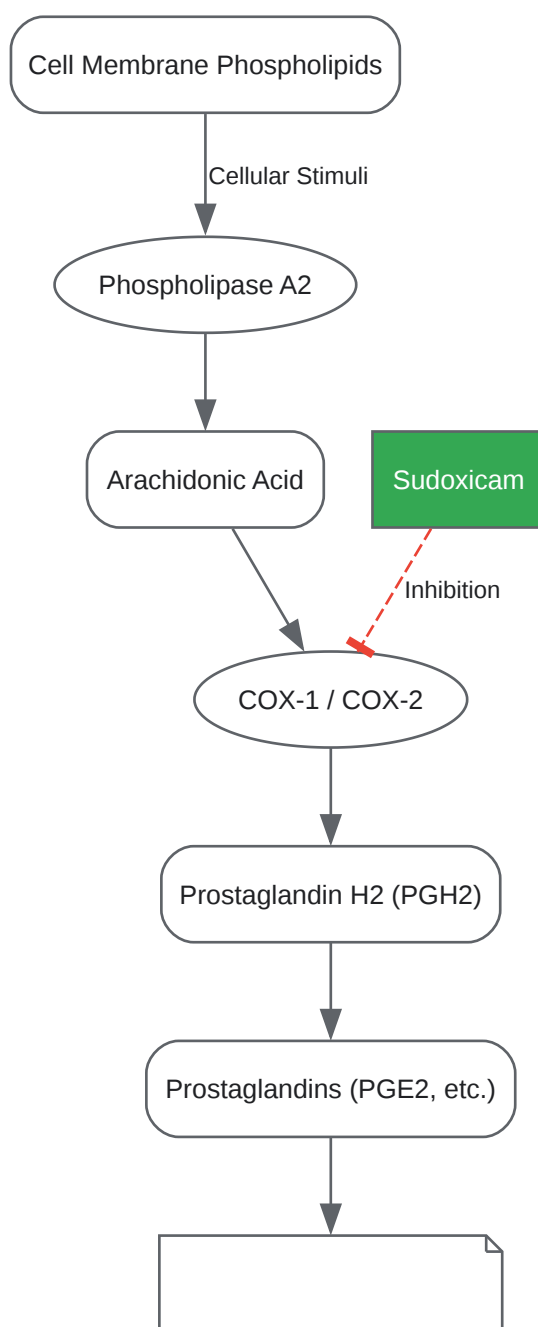 Cell Membrane Phospholipids
Cellular Stimuli
Phospholipase A2
Arachidonic Acid
Sudoxicam
Inhibition
COX-1 / COX-2
Prostaglandin H2 (PGH2)
Prostaglandins (PGE2, etc.)